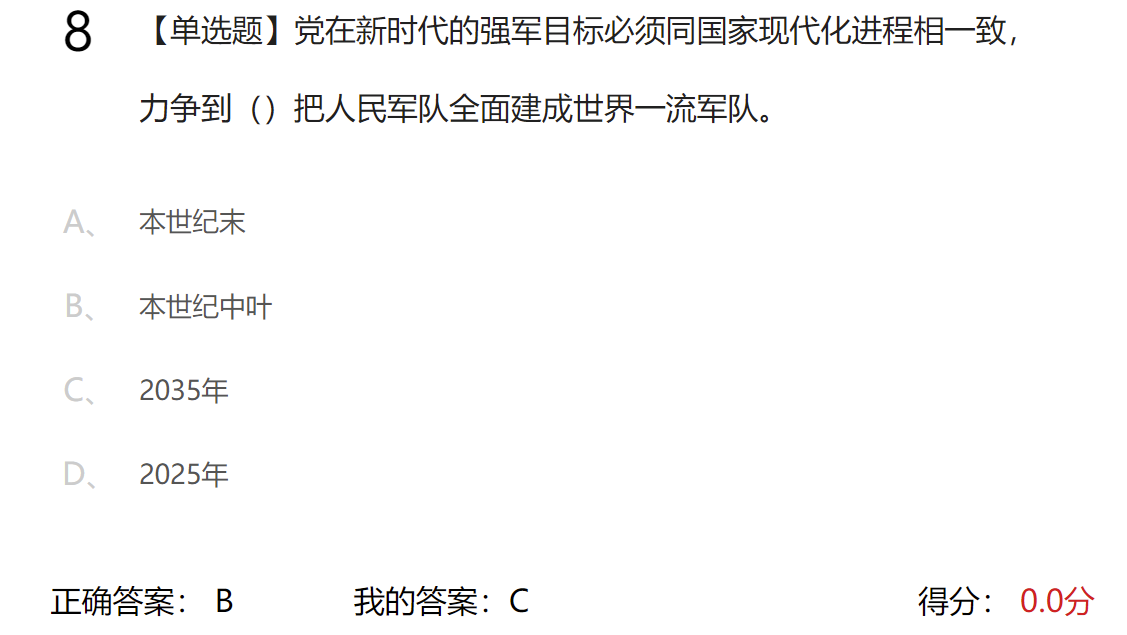 8 【单选题】党在新时代的强军目标必须同国家现代化进程相一致，
力争到（）把人民军队全面建成世界一流军队。
A、 本世纪末
B、 本世纪中叶
C、 2035年
D、 2025年
正确答案： B 我的答案：C 得分： 0.0分